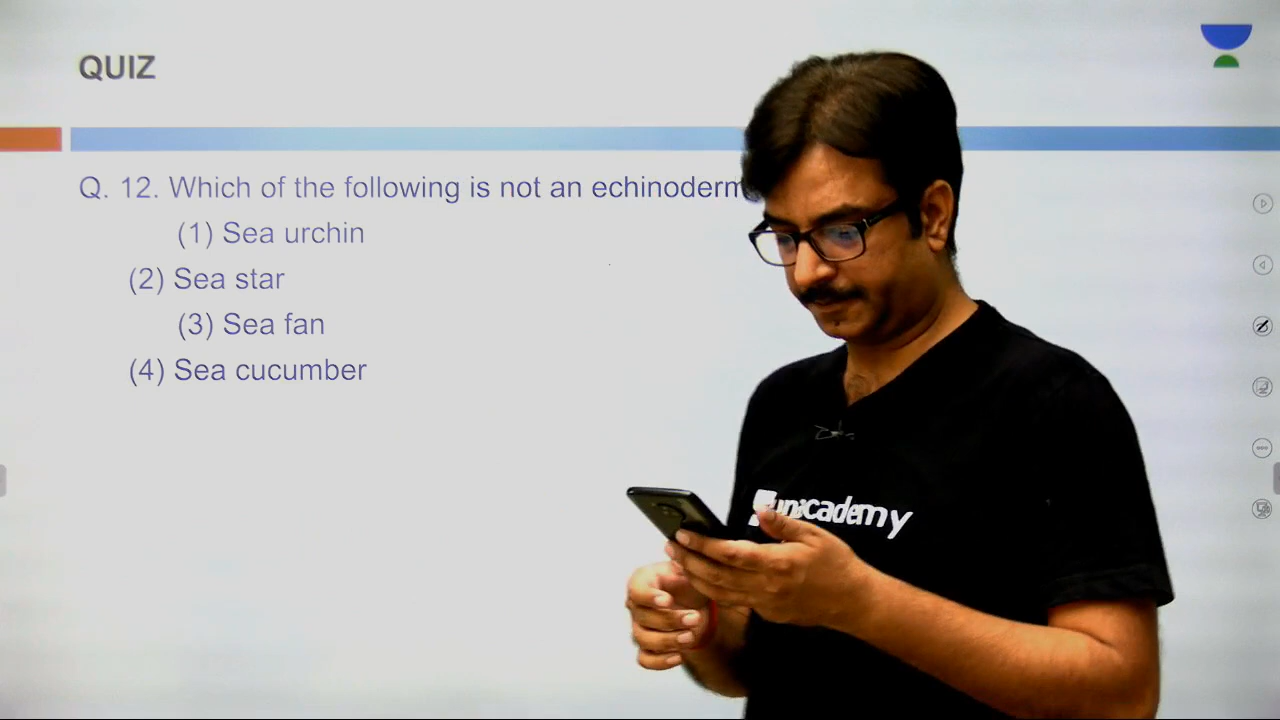 QUIZ
Q. 12. Which of the following is not an echinoderm
(1) Sea urchin
(2) Sea star
(3) Sea fan
(4) Sea cucumber
unacademy